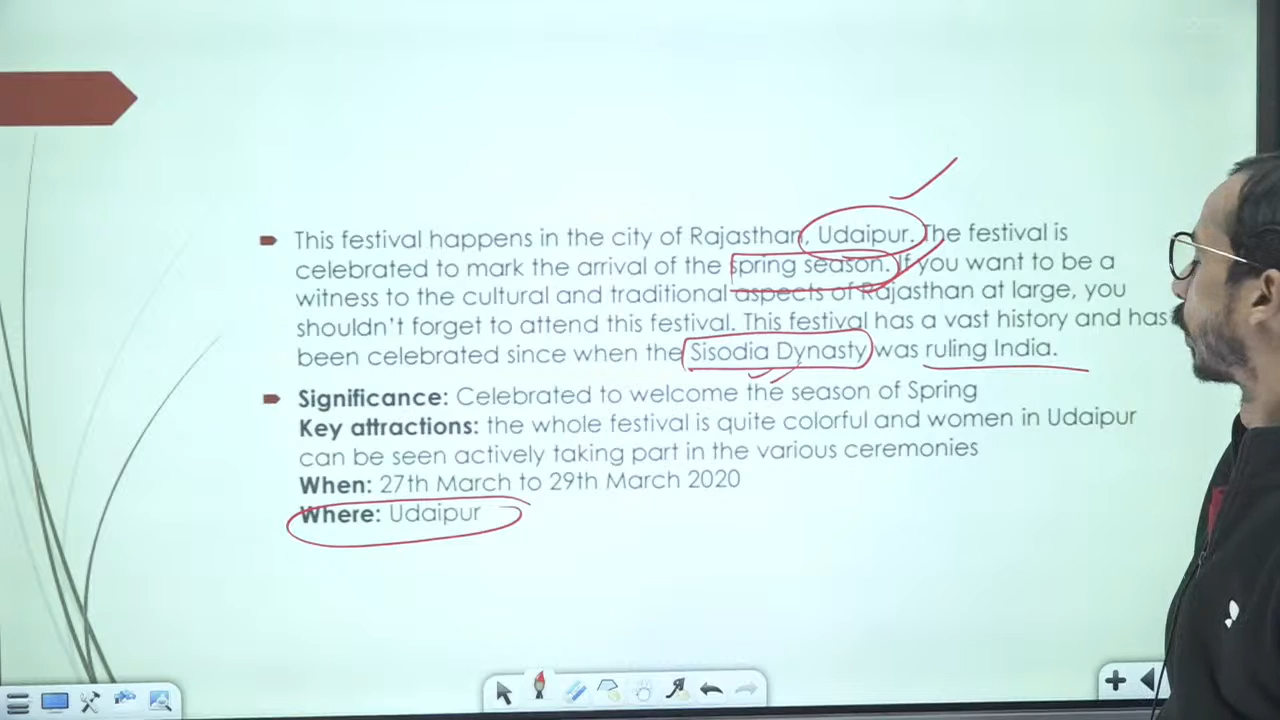 This festival happens in the city of Rajasthan, Udaipur. The festival is
celebrated to mark the arrival of the spring season. If you want to be a
witness to the cultural and traditional aspects of Rajasthan at large, you
shouldn't forget to attend this festival. This festival has a vast history and has
been celebrated since when the Sisodia Dynasty was ruling India.
Significance: Celebrated to welcome the season of Spring
Key attractions: the whole festival is quite colorful and women in Udaipur
can be seen actively taking part in the various ceremonies
When: 27th March to 29th March 2020
Where: Udaipur